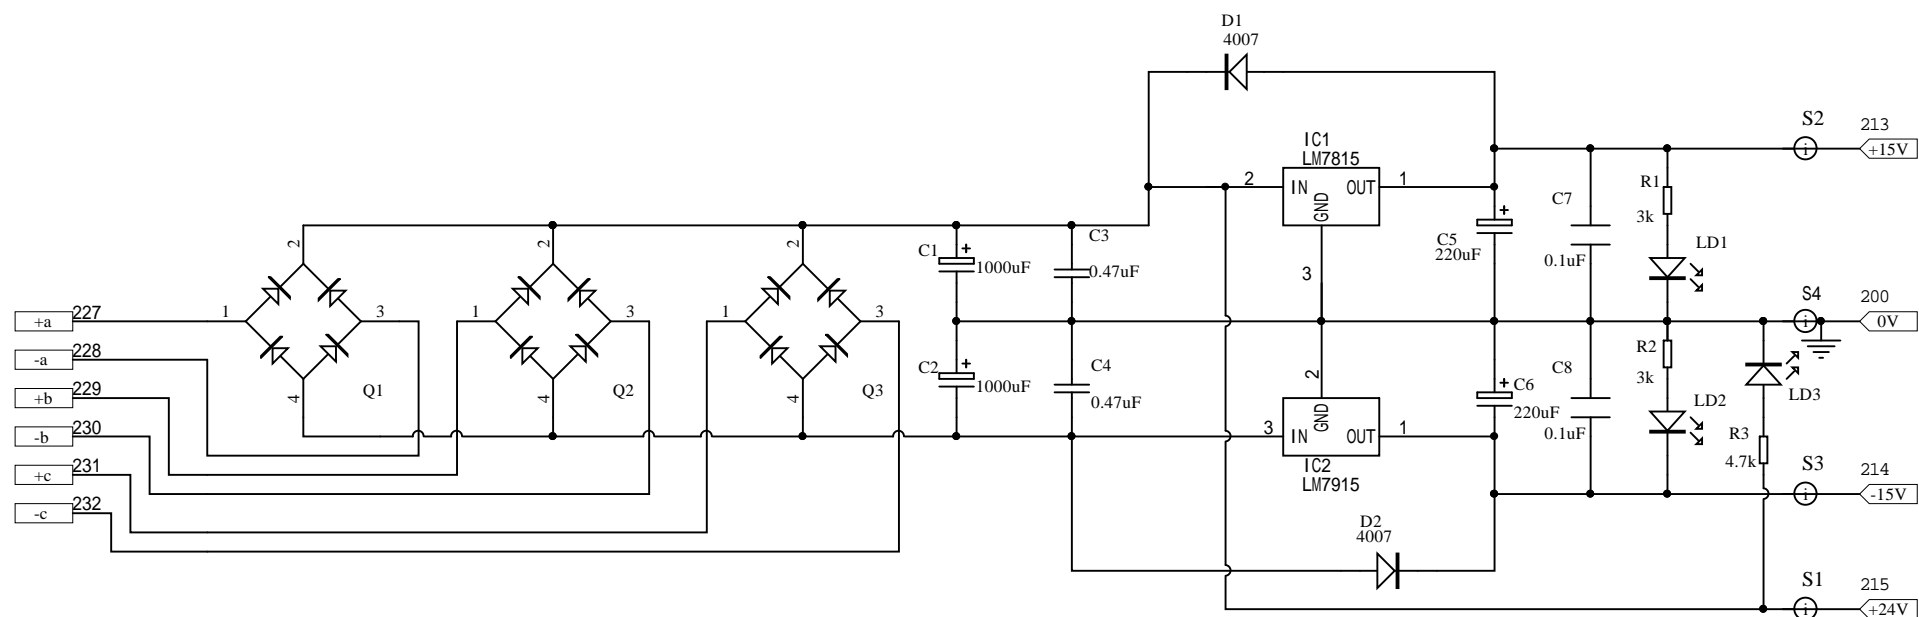 D1
4007
S2
213
+15V
IC1
LM7815
2
IN
OUT
1
GND
3
R1
3k
C7
0.1uF
LD1
C5
220uF
+
2
2
2
C1
+
1000uF
C3
0.47uF
+a
227
1
3
1
3
1
3
S4
200
0V
i
i
-a
228
+b
229
-b
230
+c
231
-c
232
4
Q1
4
Q2
4
Q3
C2
+
1000uF
C4
0.47uF
2
GND
3
IN
OUT
1
IC2
LM7915
+
C6
220uF
C8
0.1uF
R2
3k
LD2
LD3
R3
4.7k
S3
214
-15V
i
D2
4007
S1
215
+24V
i